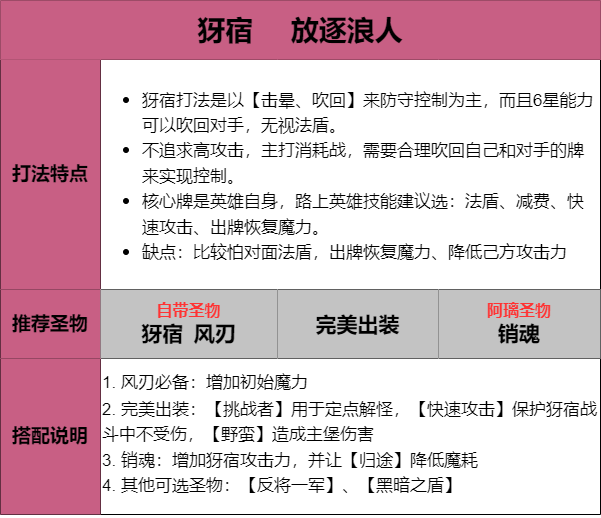 犽宿 放逐浪人
打法特点
• 犽宿打法是以【击晕、吹回】来防守控制为主，而且6星能力
可以吹回对手，无视法盾。
• 不追求高攻击，主打消耗战，需要合理吹回自己和对手的牌
来实现控制。
• 核心牌是英雄自身，路上英雄技能建议选：法盾、减费、快
速攻击、出牌恢复魔力。
• 缺点：比较怕对面法盾，出牌恢复魔力、降低己方攻击力
推荐圣物
自带圣物
犽宿 风刃
完美出装
阿璃圣物
销魂
搭配说明
1. 风刃必备：增加初始魔力
2. 完美出装：【挑战者】用于定点解怪，【快速攻击】保护犽宿战
斗中不受伤，【野蛮】造成主堡伤害
3. 销魂：增加犽宿攻击力，并让【归途】降低魔耗
4. 其他可选圣物：【反将一军】、【黑暗之盾】